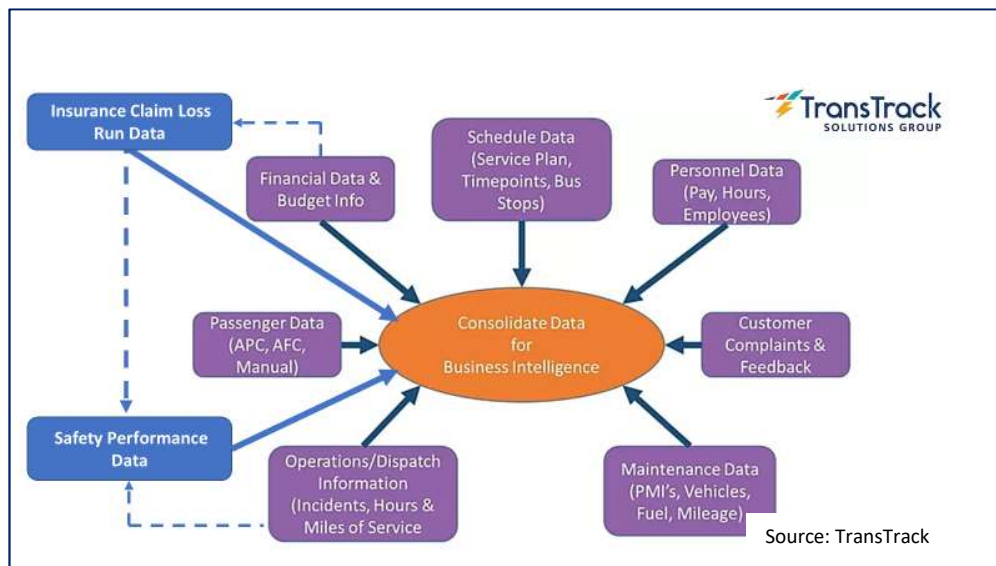 Insurance Claim Loss
Run Data
TransTrack
SOLUTIONS GROUP
Schedule Data
(Service Plan,
Timepoints, Bus
Stops)
Financial Data &
Budget Info
Personnel Data
(Pay, Hours,
Employees)
Passenger Data
(APC, AFC,
Manual)
Consolidate Data
for
Business Intelligence
Customer
Complaints &
Feedback
Safety Performance
Data
Operations/Dispatch
Information
(Incidents, Hours &
Miles of Service
Maintenance Data
(PMI's, Vehicles,
Fuel, Mileage)
Source: TransTrack